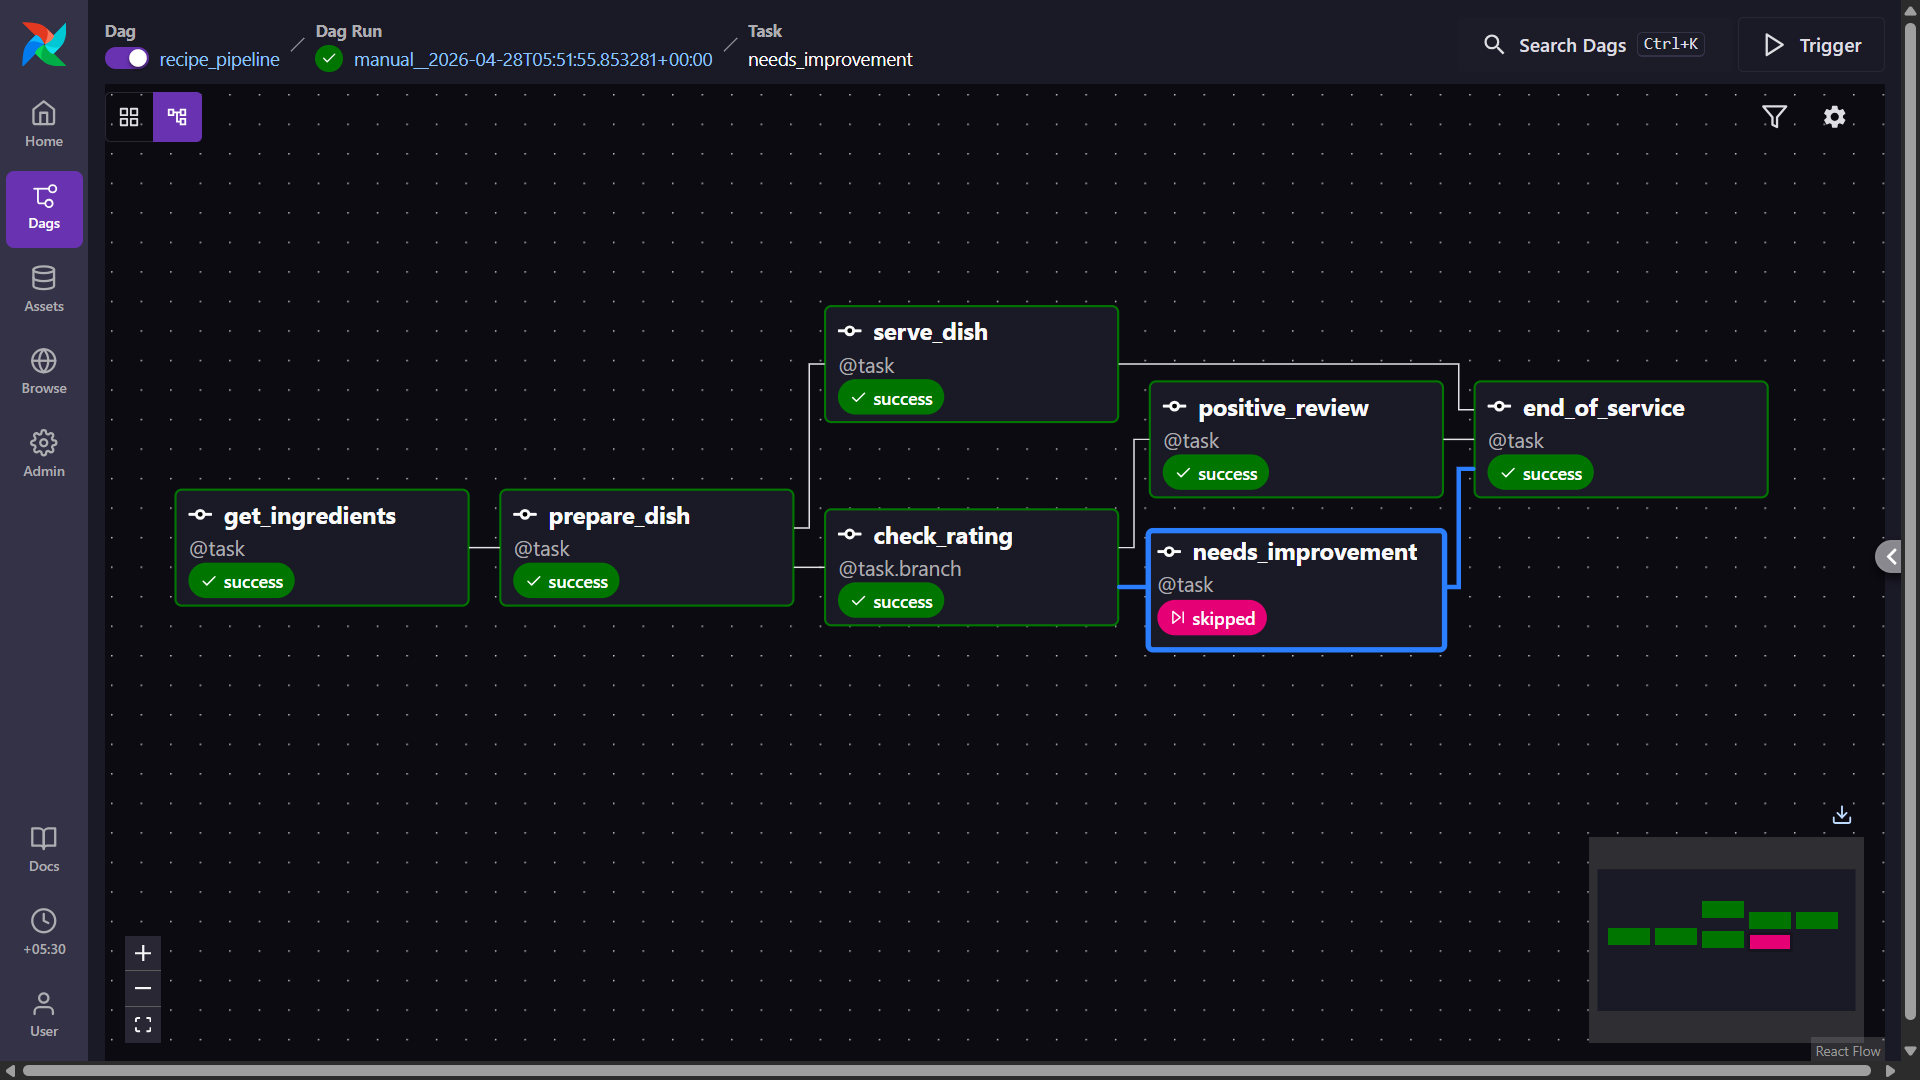 Dag
recipe_pipeline
Dag Run
manual__2026-04-28T05:51:55.853281+00:00
Task
needs_improvement
Search Dags
Ctrl+K
Trigger
Home
Dags
Assets
Browse
Admin
Docs
+05:30
User
get_ingredients
@task
success
prepare_dish
@task
success
serve_dish
@task
success
check_rating
@task.branch
success
positive_review
@task
success
needs_improvement
@task
skipped
end_of_service
@task
success
React Flow